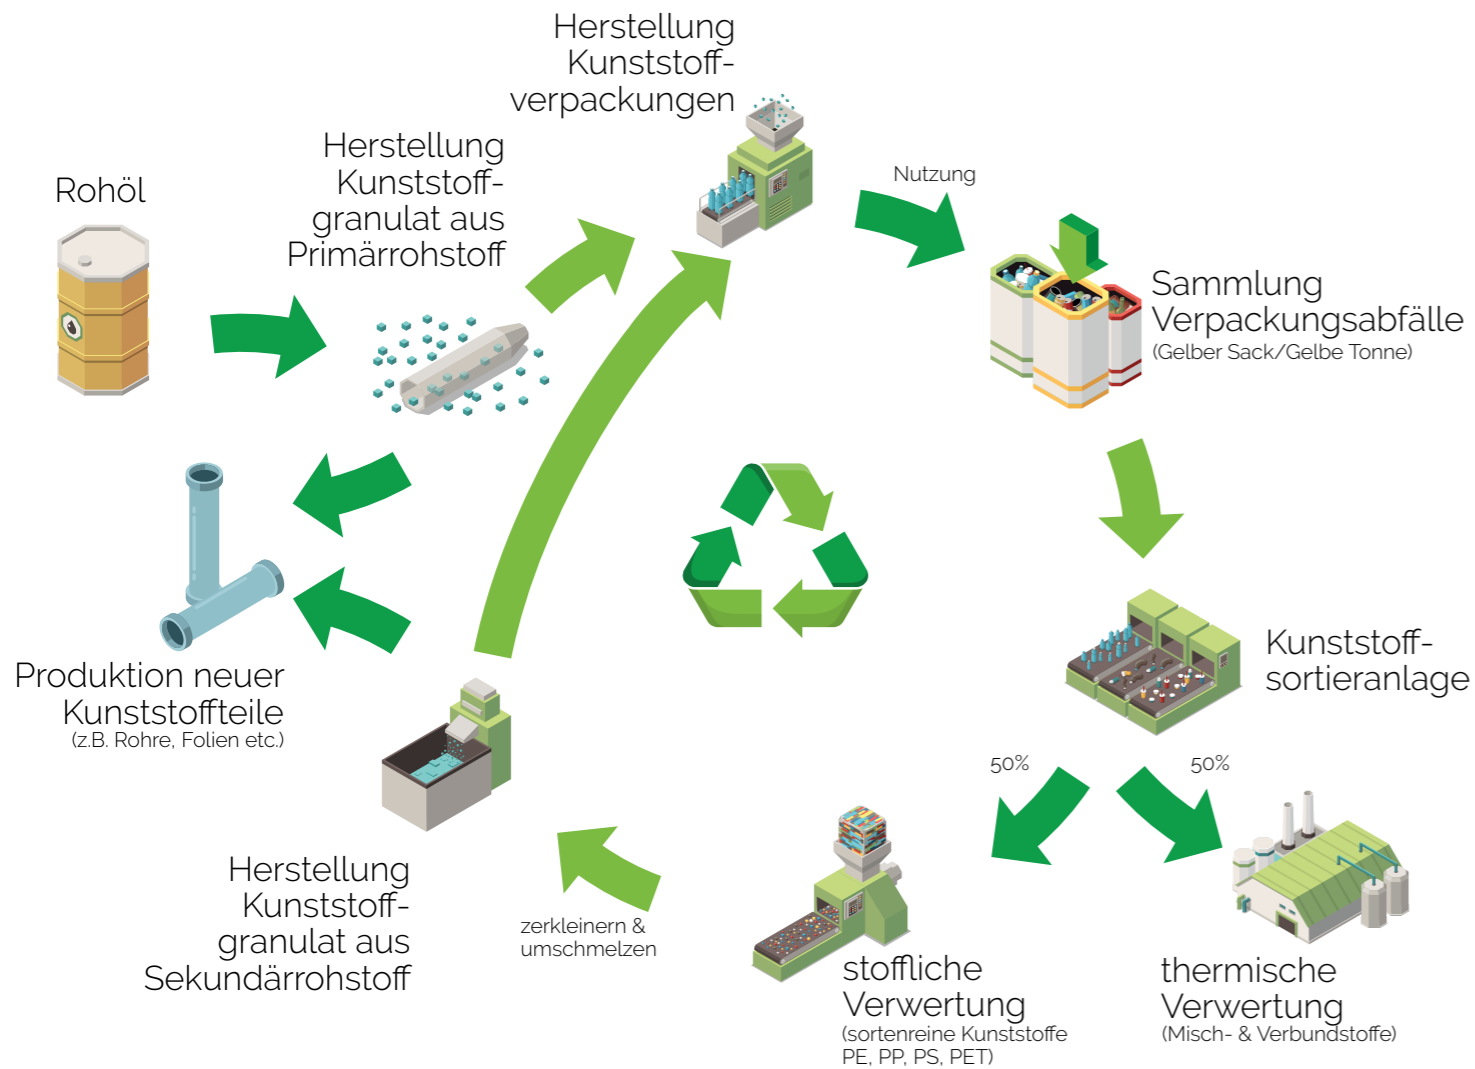 Herstellung
Kunststoff-
verpackungen
Herstellung
Kunststoff-
granulat aus
Primärrohstoff
Rohöl
Nutzung
Sammlung
Verpackungsabfälle
(Gelber Sack/Gelbe Tonne)
Kunststoff-
sortieranlage
50%
50%
Produktion neuer
Kunststoffteile
(z.B. Rohre, Folien etc.)
Herstellung
Kunststoff-
granulat aus
Sekundärrohstoff
zerkleinern &
umschmelzen
stoffliche
Verwertung
(sortenreine Kunststoffe
PE, PP, PS, PET)
thermische
Verwertung
(Misch- & Verbundstoffe)